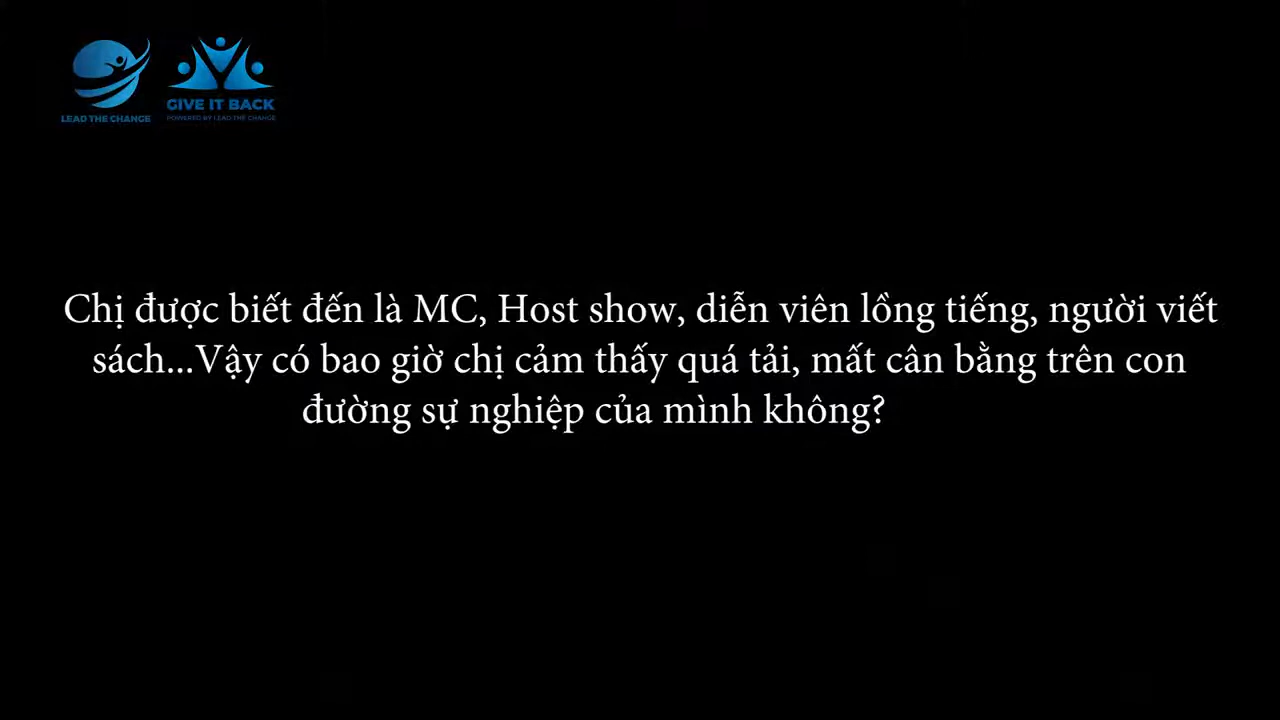 LEAD THE CHANGE
GIVE IT BACK
POWERED BY LEAD THE CHANGE
Chị được biết đến là MC, Host show, diễn viên lồng tiếng, người viết
sách...Vậy có bao giờ chị cảm thấy quá tải, mất cân bằng trên con
đường sự nghiệp của mình không?